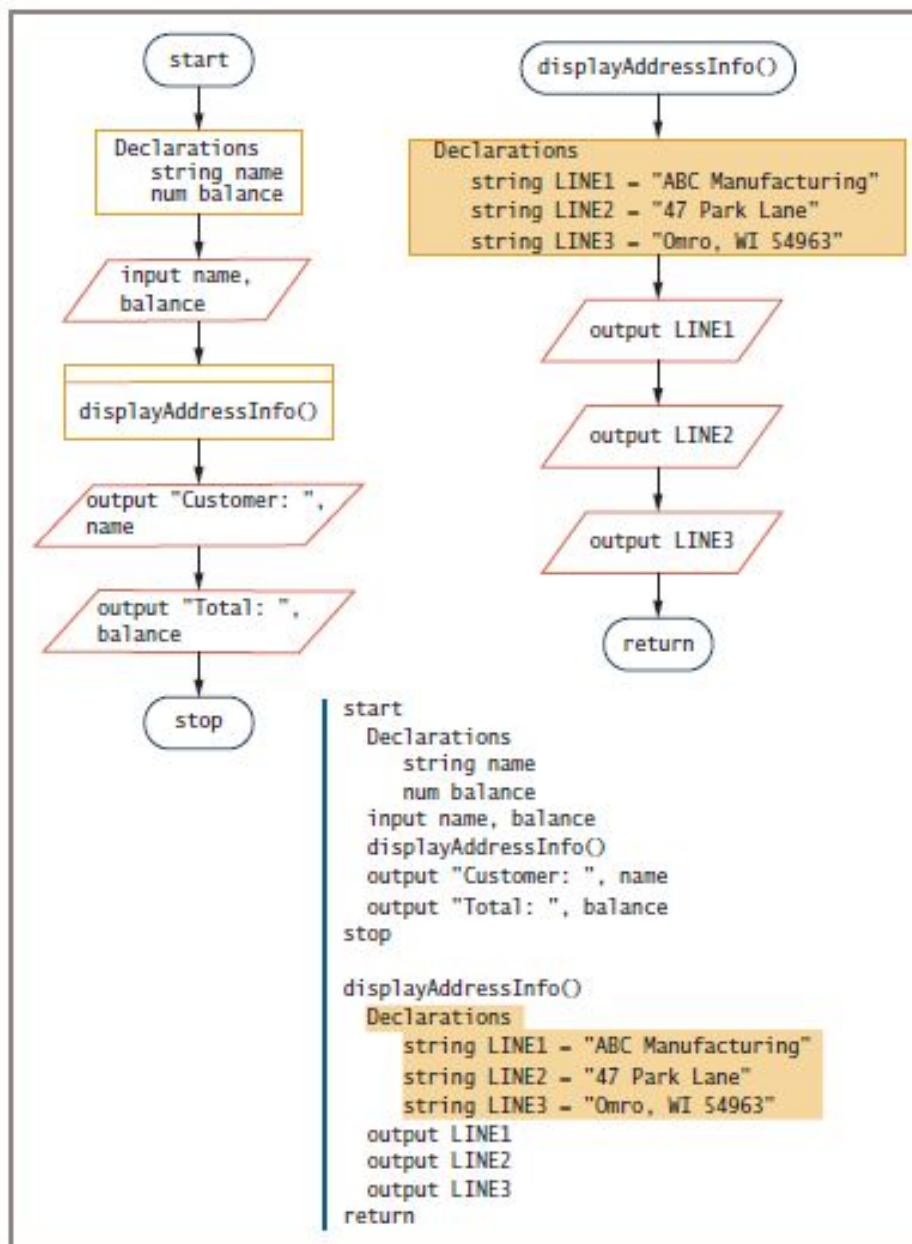 start
Declarations
string name
num balance
input name,
balance
displayAddressInfo()
output "Customer: ",
name
output "Total: ",
balance
stop
displayAddressInfo()
Declarations
string LINE1 = "ABC Manufacturing"
string LINE2 = "47 Park Lane"
string LINE3 = "Omro, WI 54963"
output LINE1
output LINE2
output LINE3
return
start
Declarations
string name
num balance
input name, balance
displayAddressInfo()
output "Customer: ", name
output "Total: ", balance
stop
displayAddressInfo()
Declarations
string LINE1 = "ABC Manufacturing"
string LINE2 = "47 Park Lane"
string LINE3 = "Omro, WI 54963"
output LINE1
output LINE2
output LINE3
return